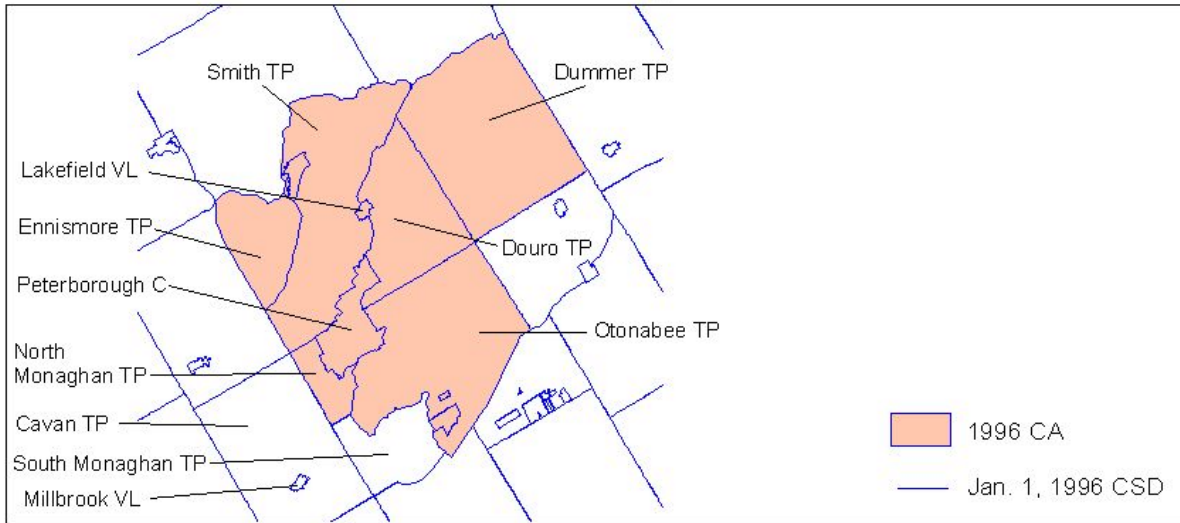 Smith TP
Dummer TP
Lakefield VL
Ennismore TP
Douro TP
Peterborough C
Otonabee TP
North
Monaghan TP
Cavan TP
1996 CA
South Monaghan TP
Jan. 1, 1996 CSD
Millbrook VL